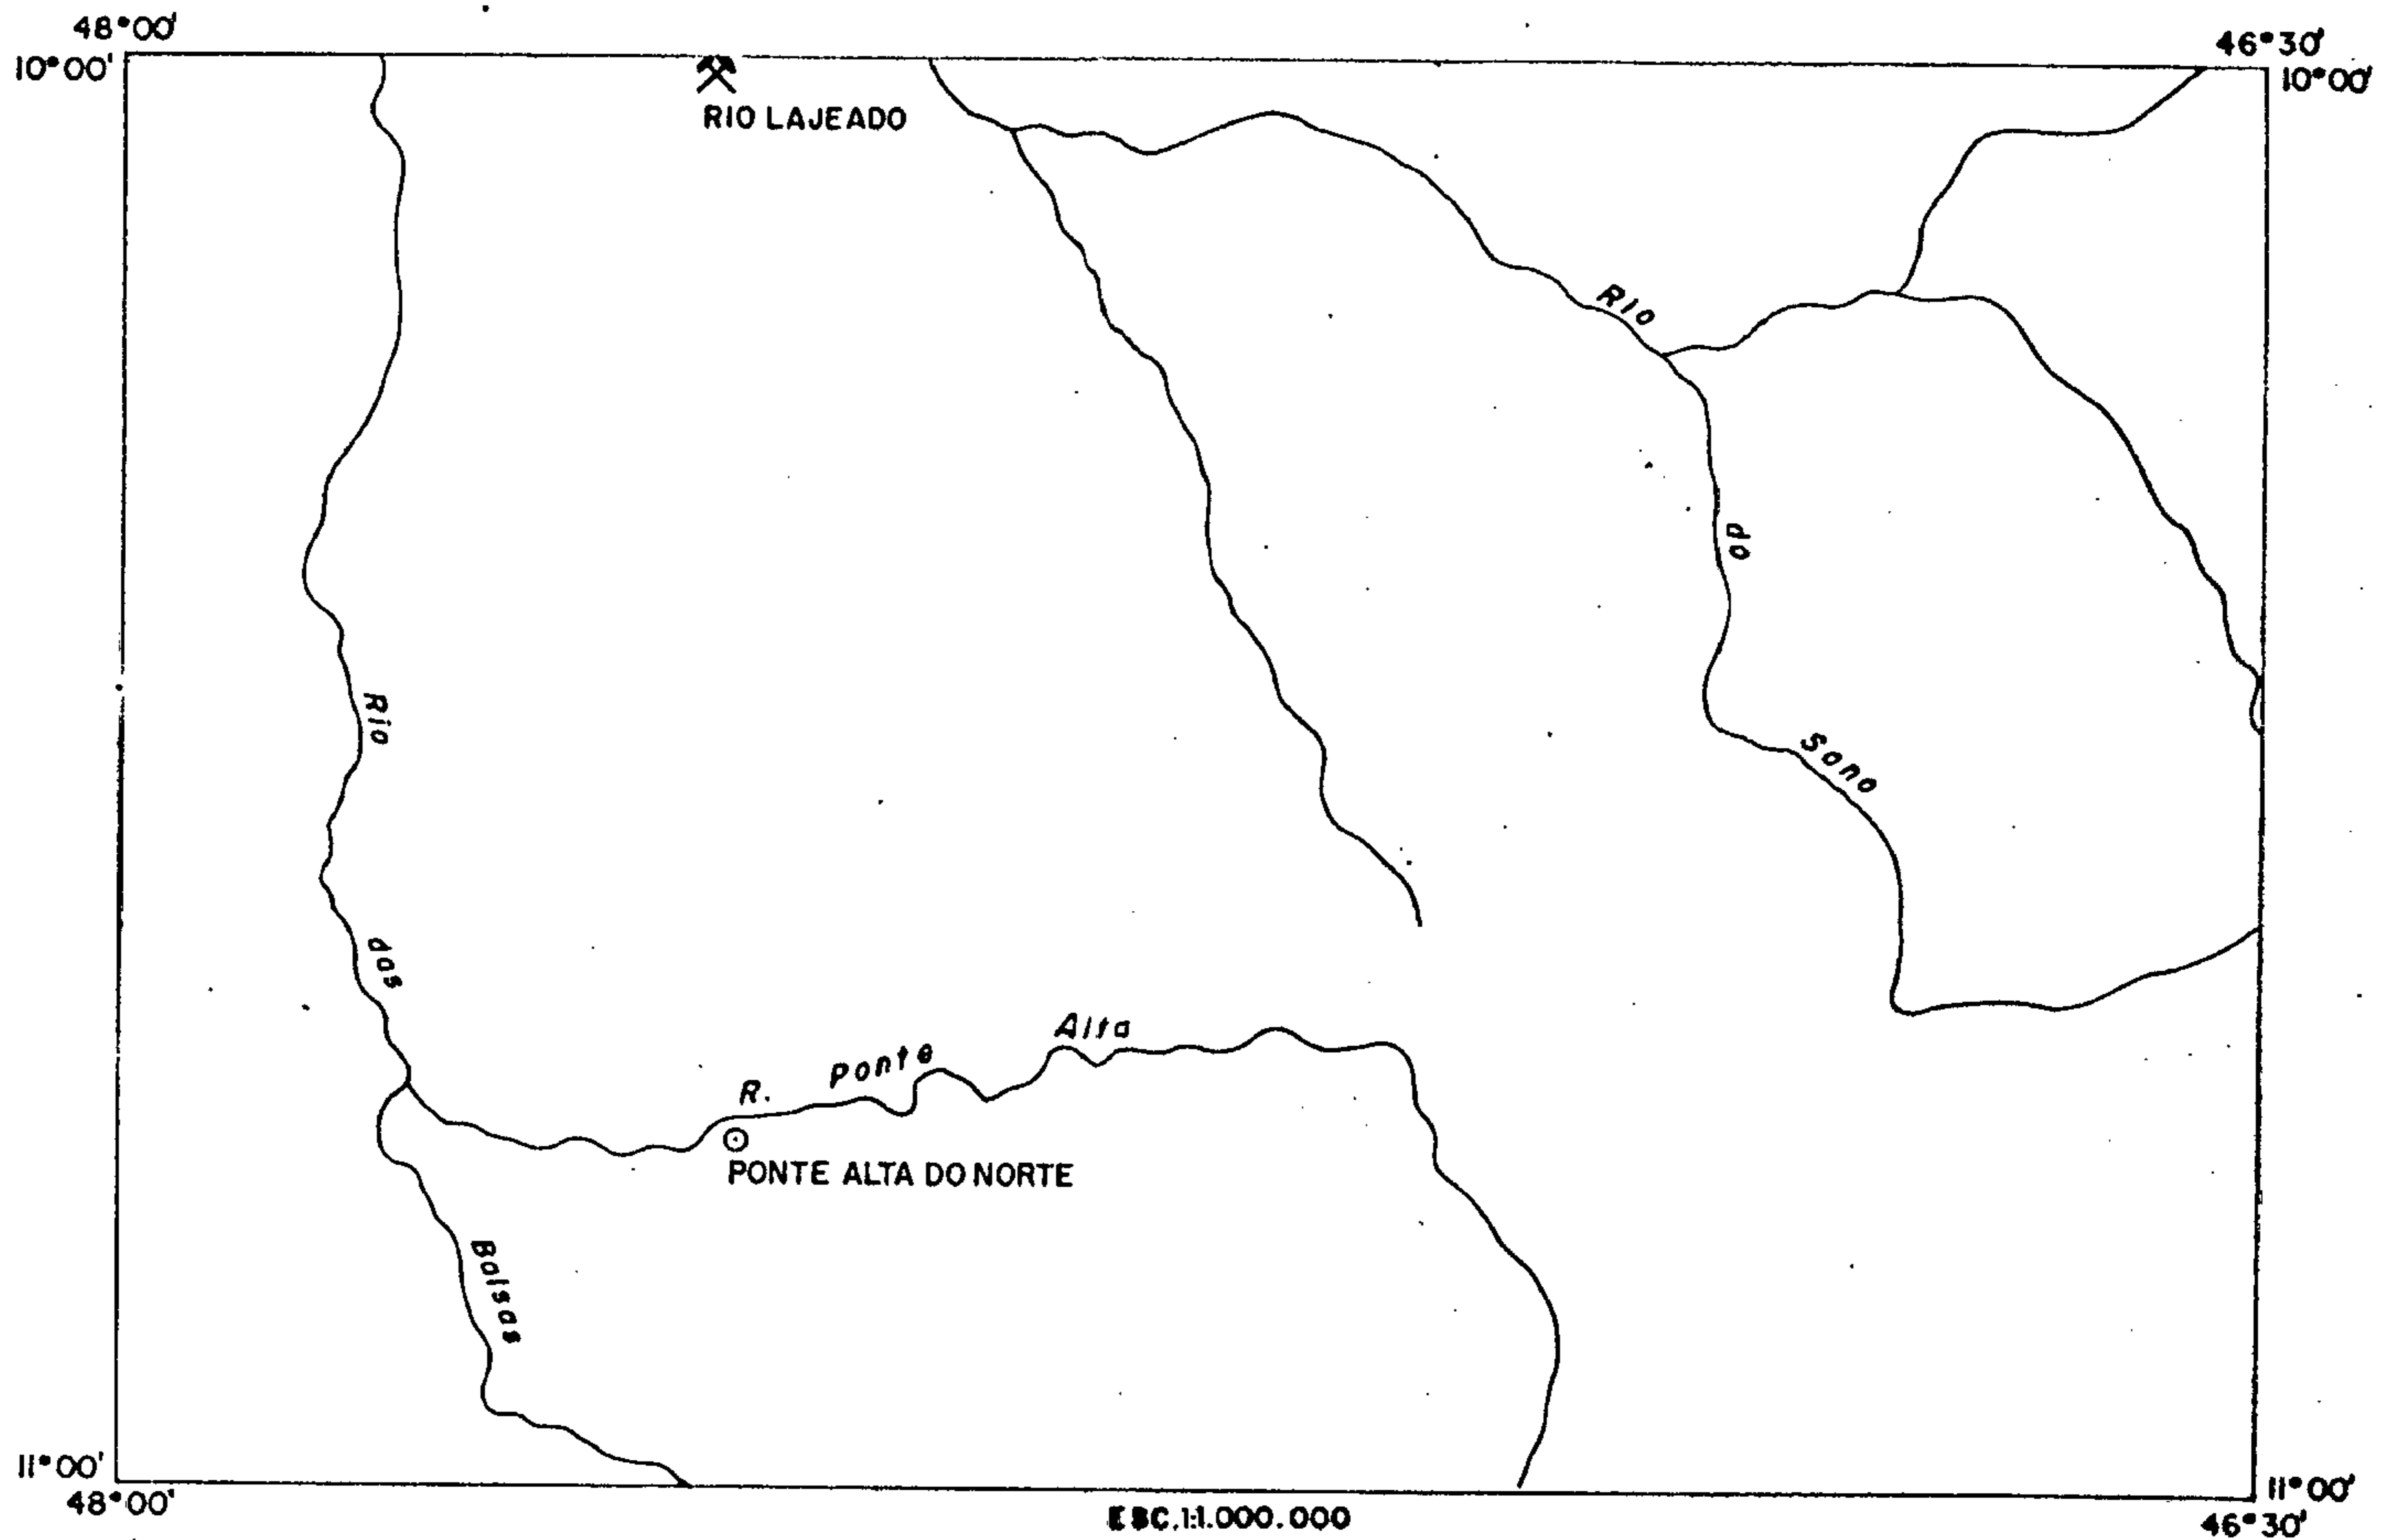 48°00'
46°30'
10°00'
10°00'
RIO LAJEADO
Rio
do
Sono
Rio
das
Balsas
R. Ponte Alta
PONTE ALTA DO NORTE
11°00'
11°00'
48°00'
ESC. 1:1.000.000
46°30'